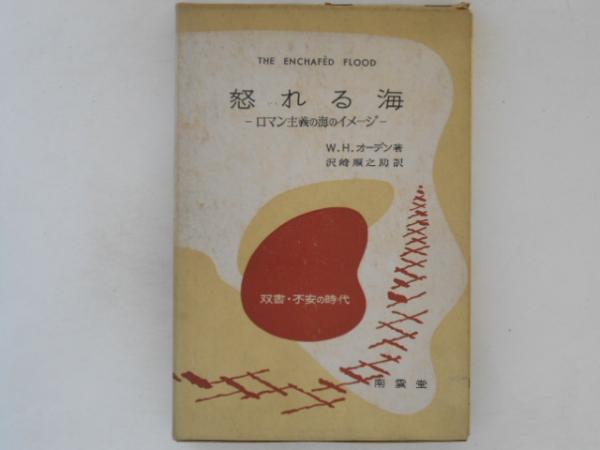 THE ENCHAFÈD FLOOD
怒れる海
－ロマン主義の海のイメージ－
W.H.オーデン著
沢崎順之助訳
双書・不安の時代
南雲堂